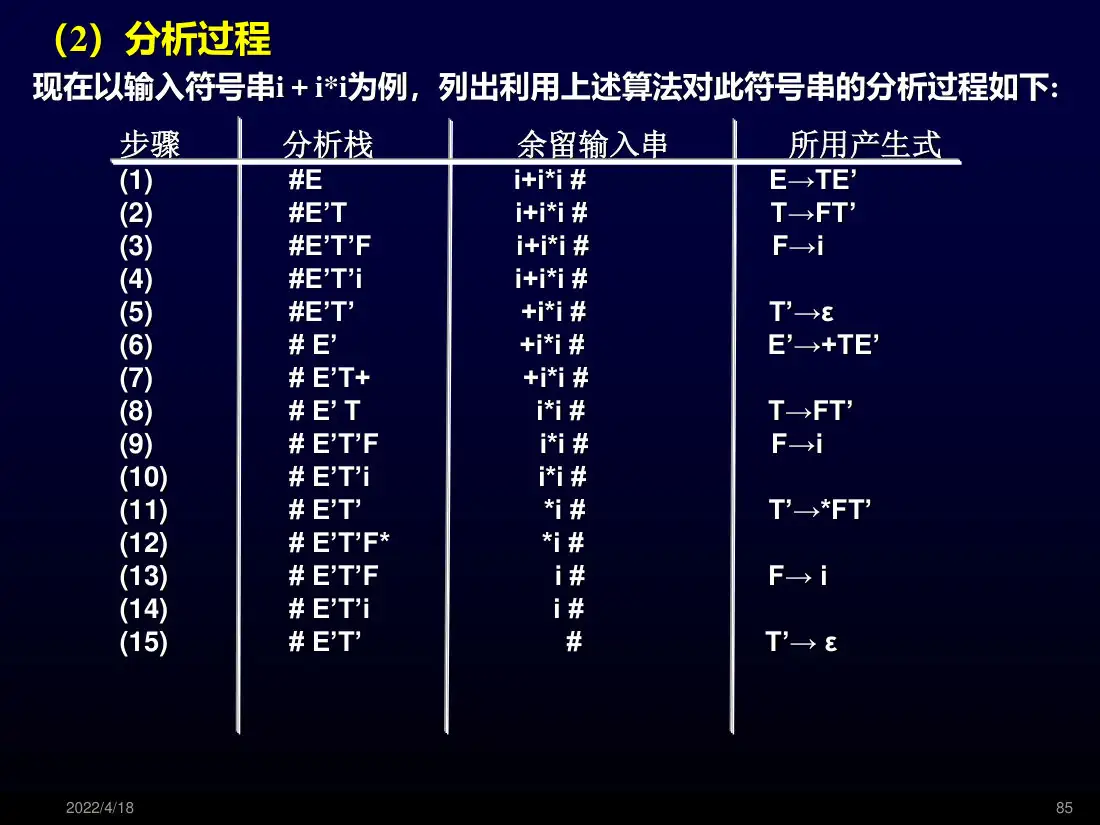 （2）分析过程
现在以输入符号串i + i*i为例，列出利用上述算法对此符号串的分析过程如下:
步骤 分析栈 余留输入串 所用产生式
(1) #E i+i*i # E→TE’
(2) #E’T i+i*i # T→FT’
(3) #E’T’F i+i*i # F→i
(4) #E’T’i i+i*i #
(5) #E’T’ +i*i # T’→ε
(6) # E’ +i*i # E’→+TE’
(7) # E’T+ +i*i #
(8) # E’ T i*i # T→FT’
(9) # E’T’F i*i # F→i
(10) # E’T’i i*i #
(11) # E’T’ *i # T’→*FT’
(12) # E’T’F* *i #
(13) # E’T’F i # F→ i
(14) # E’T’i i #
(15) # E’T’ # T’→ ε
2022/4/18 85